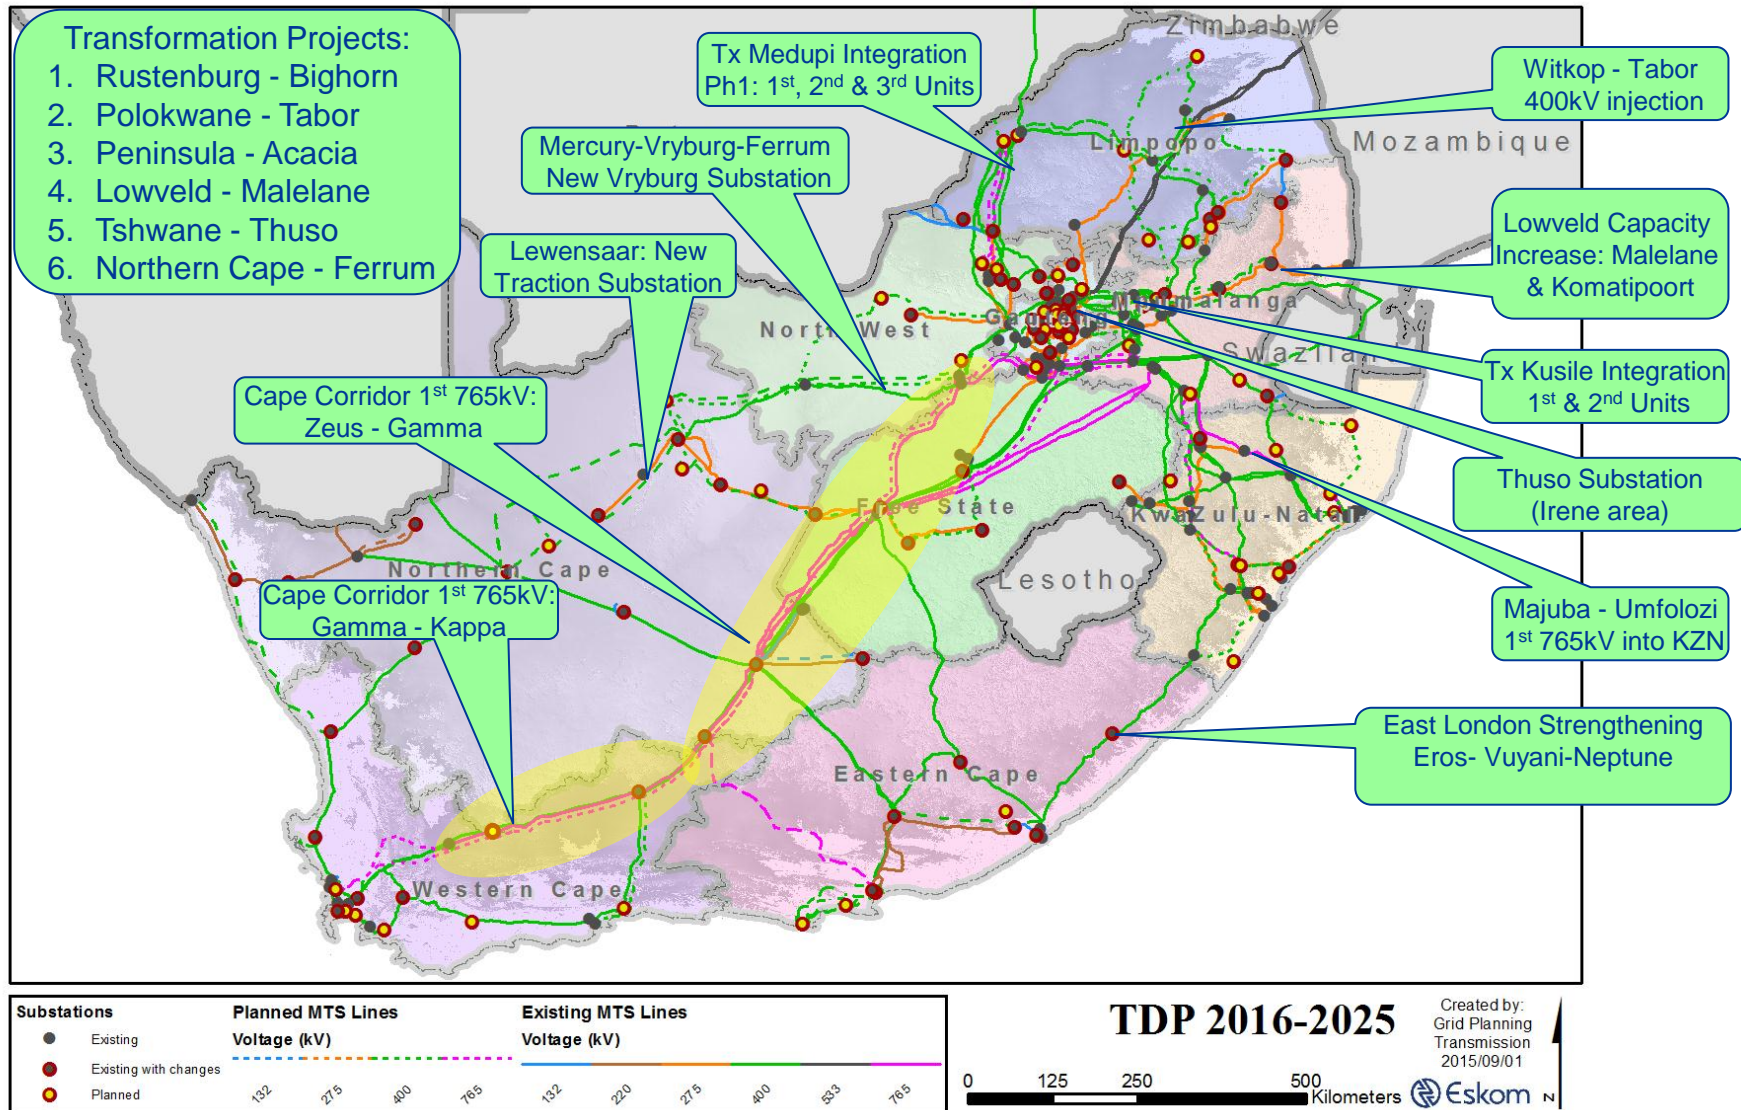 Transformation Projects:
1. Rustenburg - Bighorn
2. Polokwane - Tabor
3. Peninsula - Acacia
4. Lowveld - Malelane
5. Tshwane - Thuso
6. Northern Cape - Ferrum
Tx Medupi Integration
Ph1: 1st, 2nd & 3rd Units
Zimbabwe
Witkop - Tabor
400kV injection
Mercury-Vryburg-Ferrum
New Vryburg Substation
Limpopo
Mozambique
Lewensaar: New
Traction Substation
Lowveld Capacity
Increase: Malelane
& Komatipoort
North West
Gauteng
Mpumalanga
Swaziland
Cape Corridor 1st 765kV:
Zeus - Gamma
Tx Kusile Integration
1st & 2nd Units
Thuso Substation
(Irene area)
Free State
KwaZulu-Natal
Northern Cape
Lesotho
Cape Corridor 1st 765kV:
Gamma - Kappa
Majuba - Umfolozi
1st 765kV into KZN
East London Strengthening
Eros- Vuyani-Neptune
Eastern Cape
Western Cape
Substations
Existing
Existing with changes
Planned
Planned MTS Lines
Voltage (kV)
132 275 400 765
Existing MTS Lines
Voltage (kV)
132 220 275 400 533 765
TDP 2016-2025
Created by:
Grid Planning
Transmission
2015/09/01
0 125 250 500
Kilometers
Eskom
N